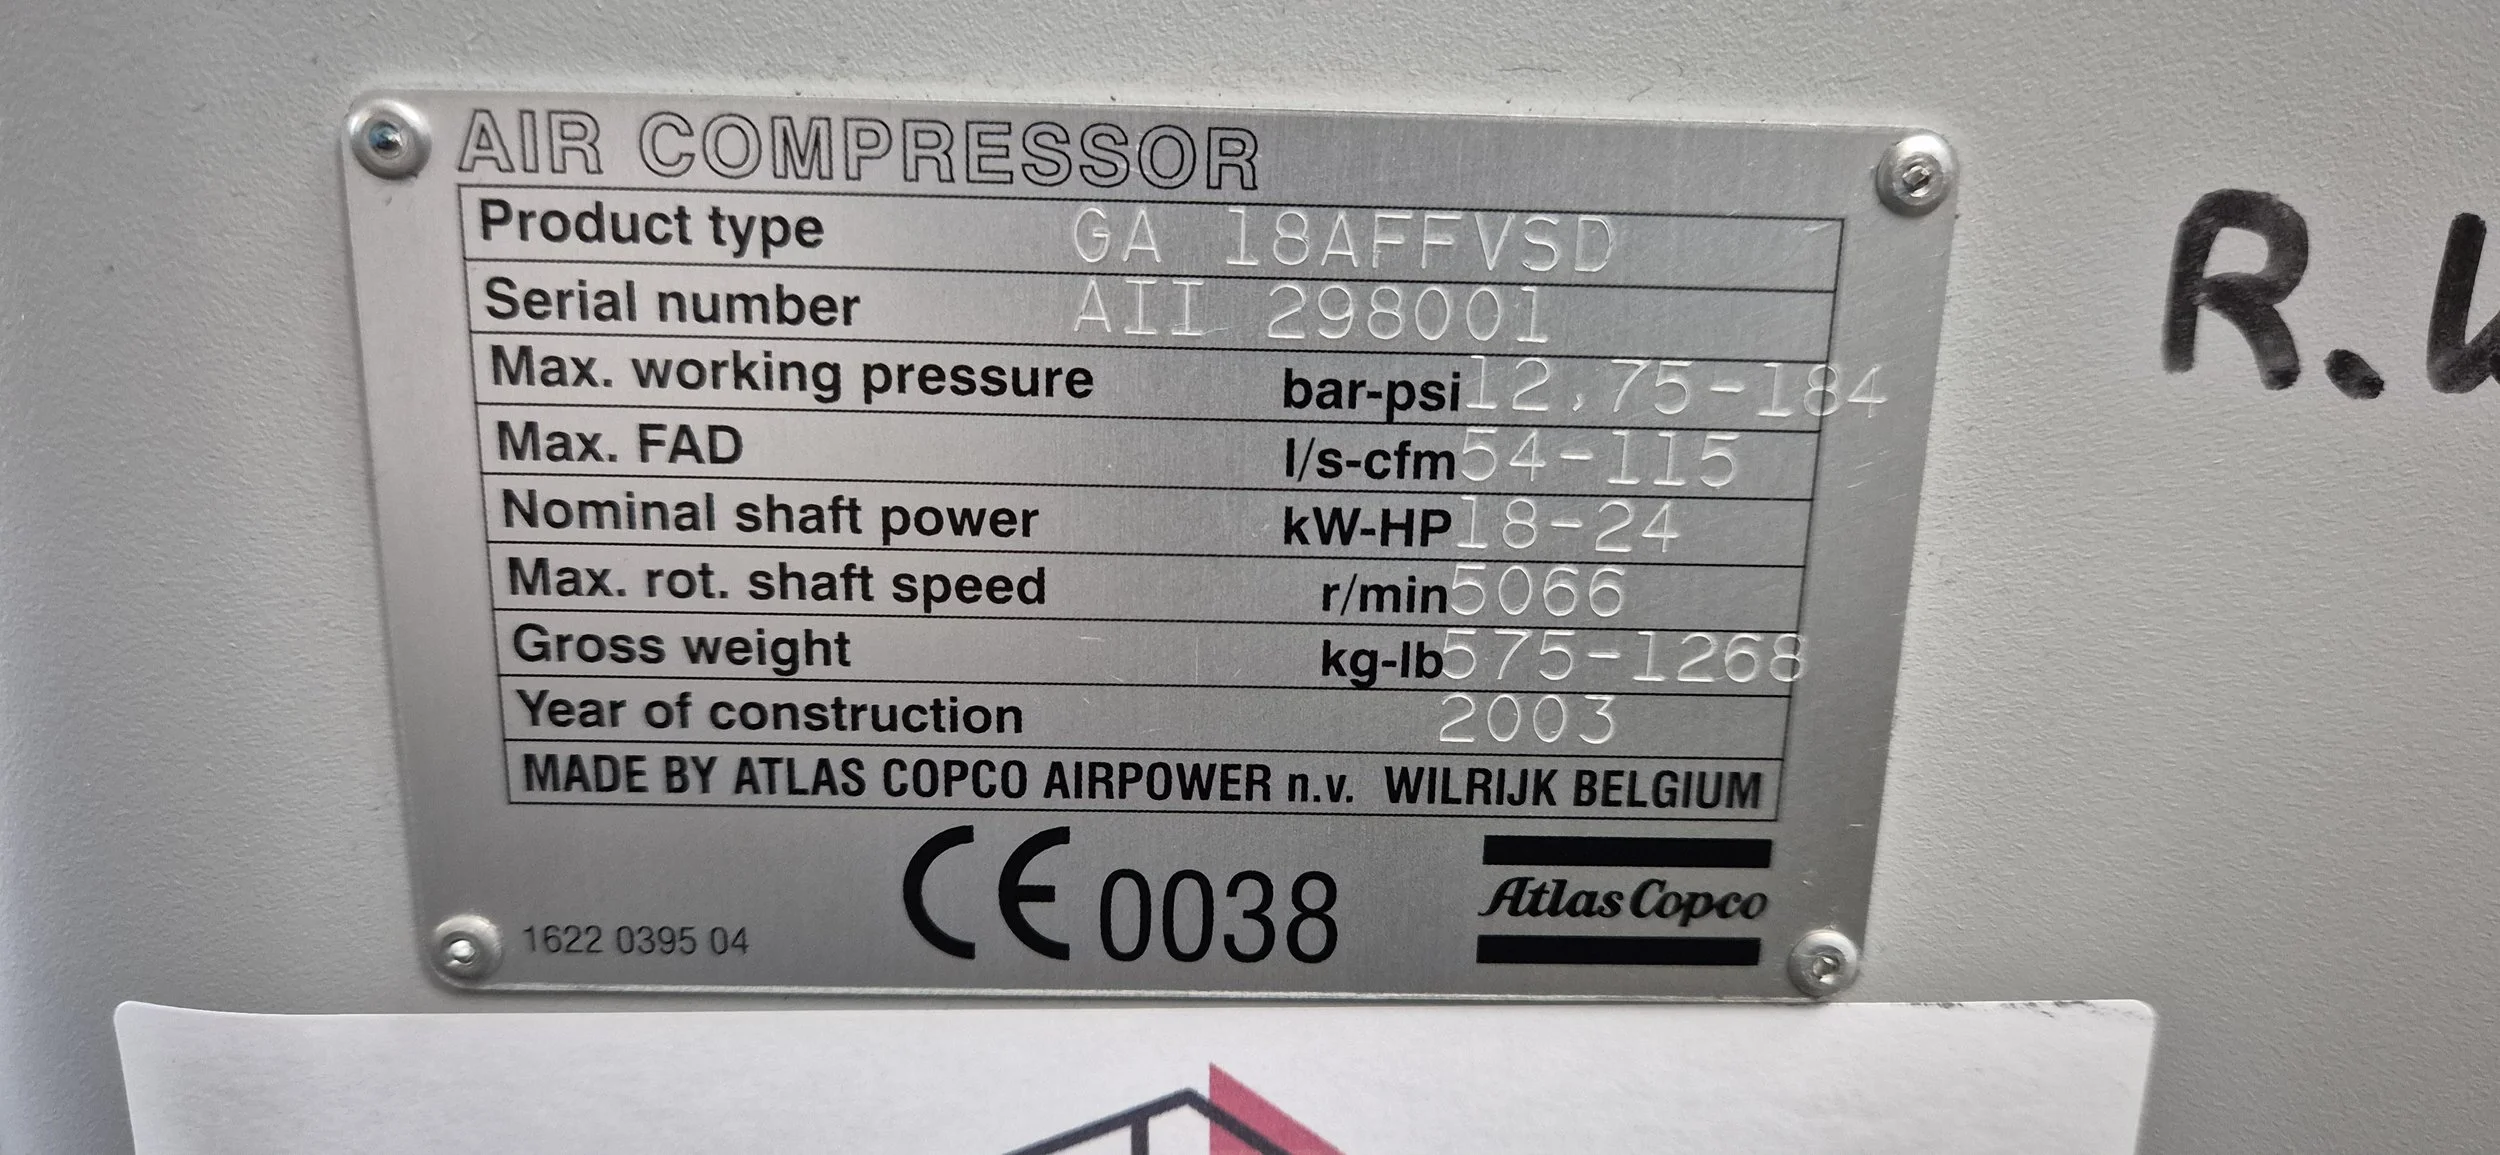 AIR COMPRESSOR
Product type GA 18AFFVSD
Serial number AII 298001
Max. working pressure bar-psi 12,75-184
Max. FAD l/s-cfm 54-115
Nominal shaft power kW-HP 18-24
Max. rot. shaft speed r/min 5066
Gross weight kg-lb 575-1268
Year of construction 2003
MADE BY ATLAS COPCO AIRPOWER n.v. WILRIJK BELGIUM
CE 0038
Atlas Copco
1622 0395 04
R.